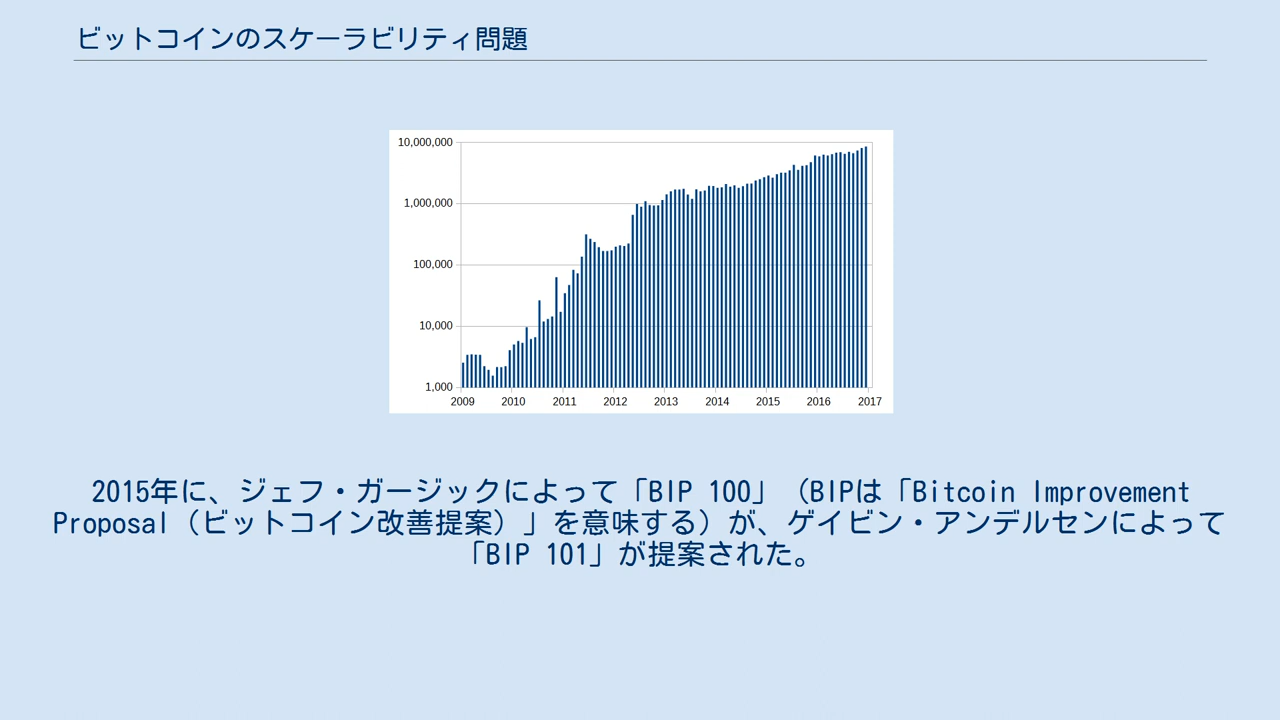 ビットコインのスケーラビリティ問題
10,000,000
1,000,000
100,000
10,000
1,000
2009 2010 2011 2012 2013 2014 2015 2016 2017
2015年に、ジェフ・ガージックによって「BIP 100」（BIPは「Bitcoin Improvement
Proposal（ビットコイン改善提案）」を意味する）が、ゲイビン・アンデルセンによって
「BIP 101」が提案された。